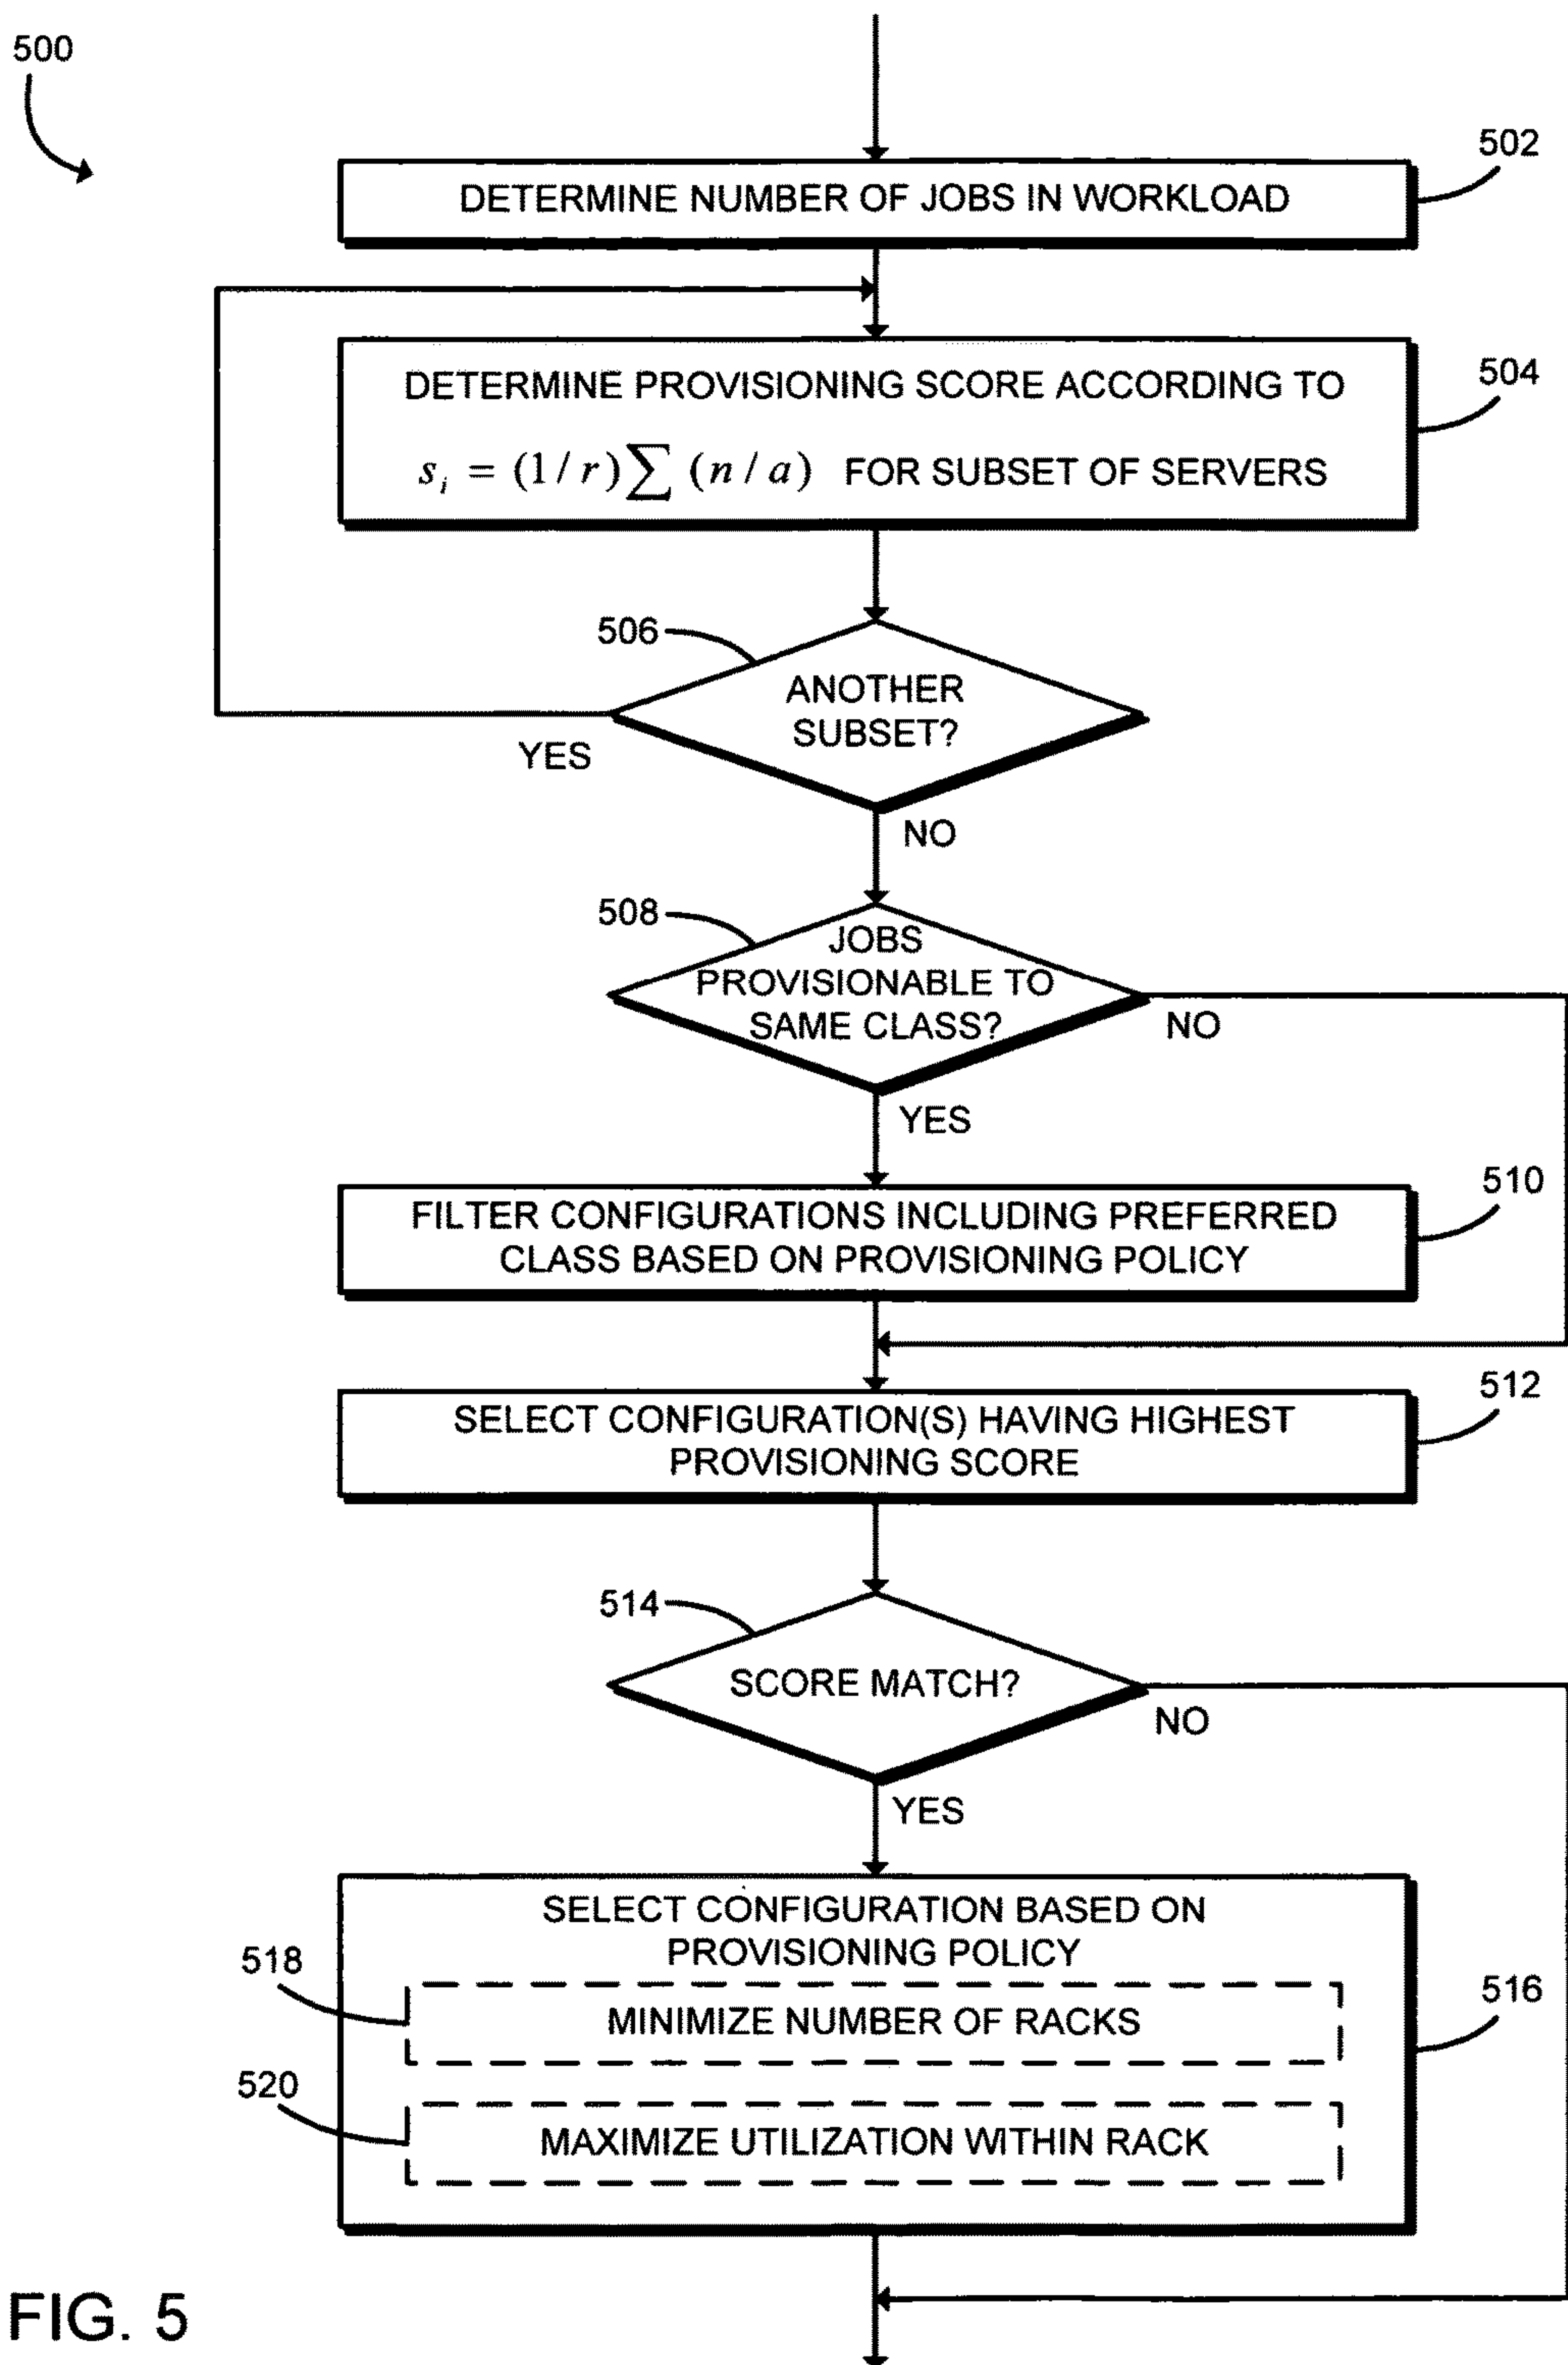 500
502
DETERMINE NUMBER OF JOBS IN WORKLOAD
504
DETERMINE PROVISIONING SCORE ACCORDING TO
s_i = (1/r)∑ (n/a) FOR SUBSET OF SERVERS
506
ANOTHER
SUBSET?
YES
NO
508
JOBS
PROVISIONABLE TO
SAME CLASS?
NO
YES
510
FILTER CONFIGURATIONS INCLUDING PREFERRED
CLASS BASED ON PROVISIONING POLICY
512
SELECT CONFIGURATION(S) HAVING HIGHEST
PROVISIONING SCORE
514
SCORE MATCH?
NO
YES
SELECT CONFIGURATION BASED ON
PROVISIONING POLICY
518
516
MINIMIZE NUMBER OF RACKS
520
MAXIMIZE UTILIZATION WITHIN RACK
FIG. 5